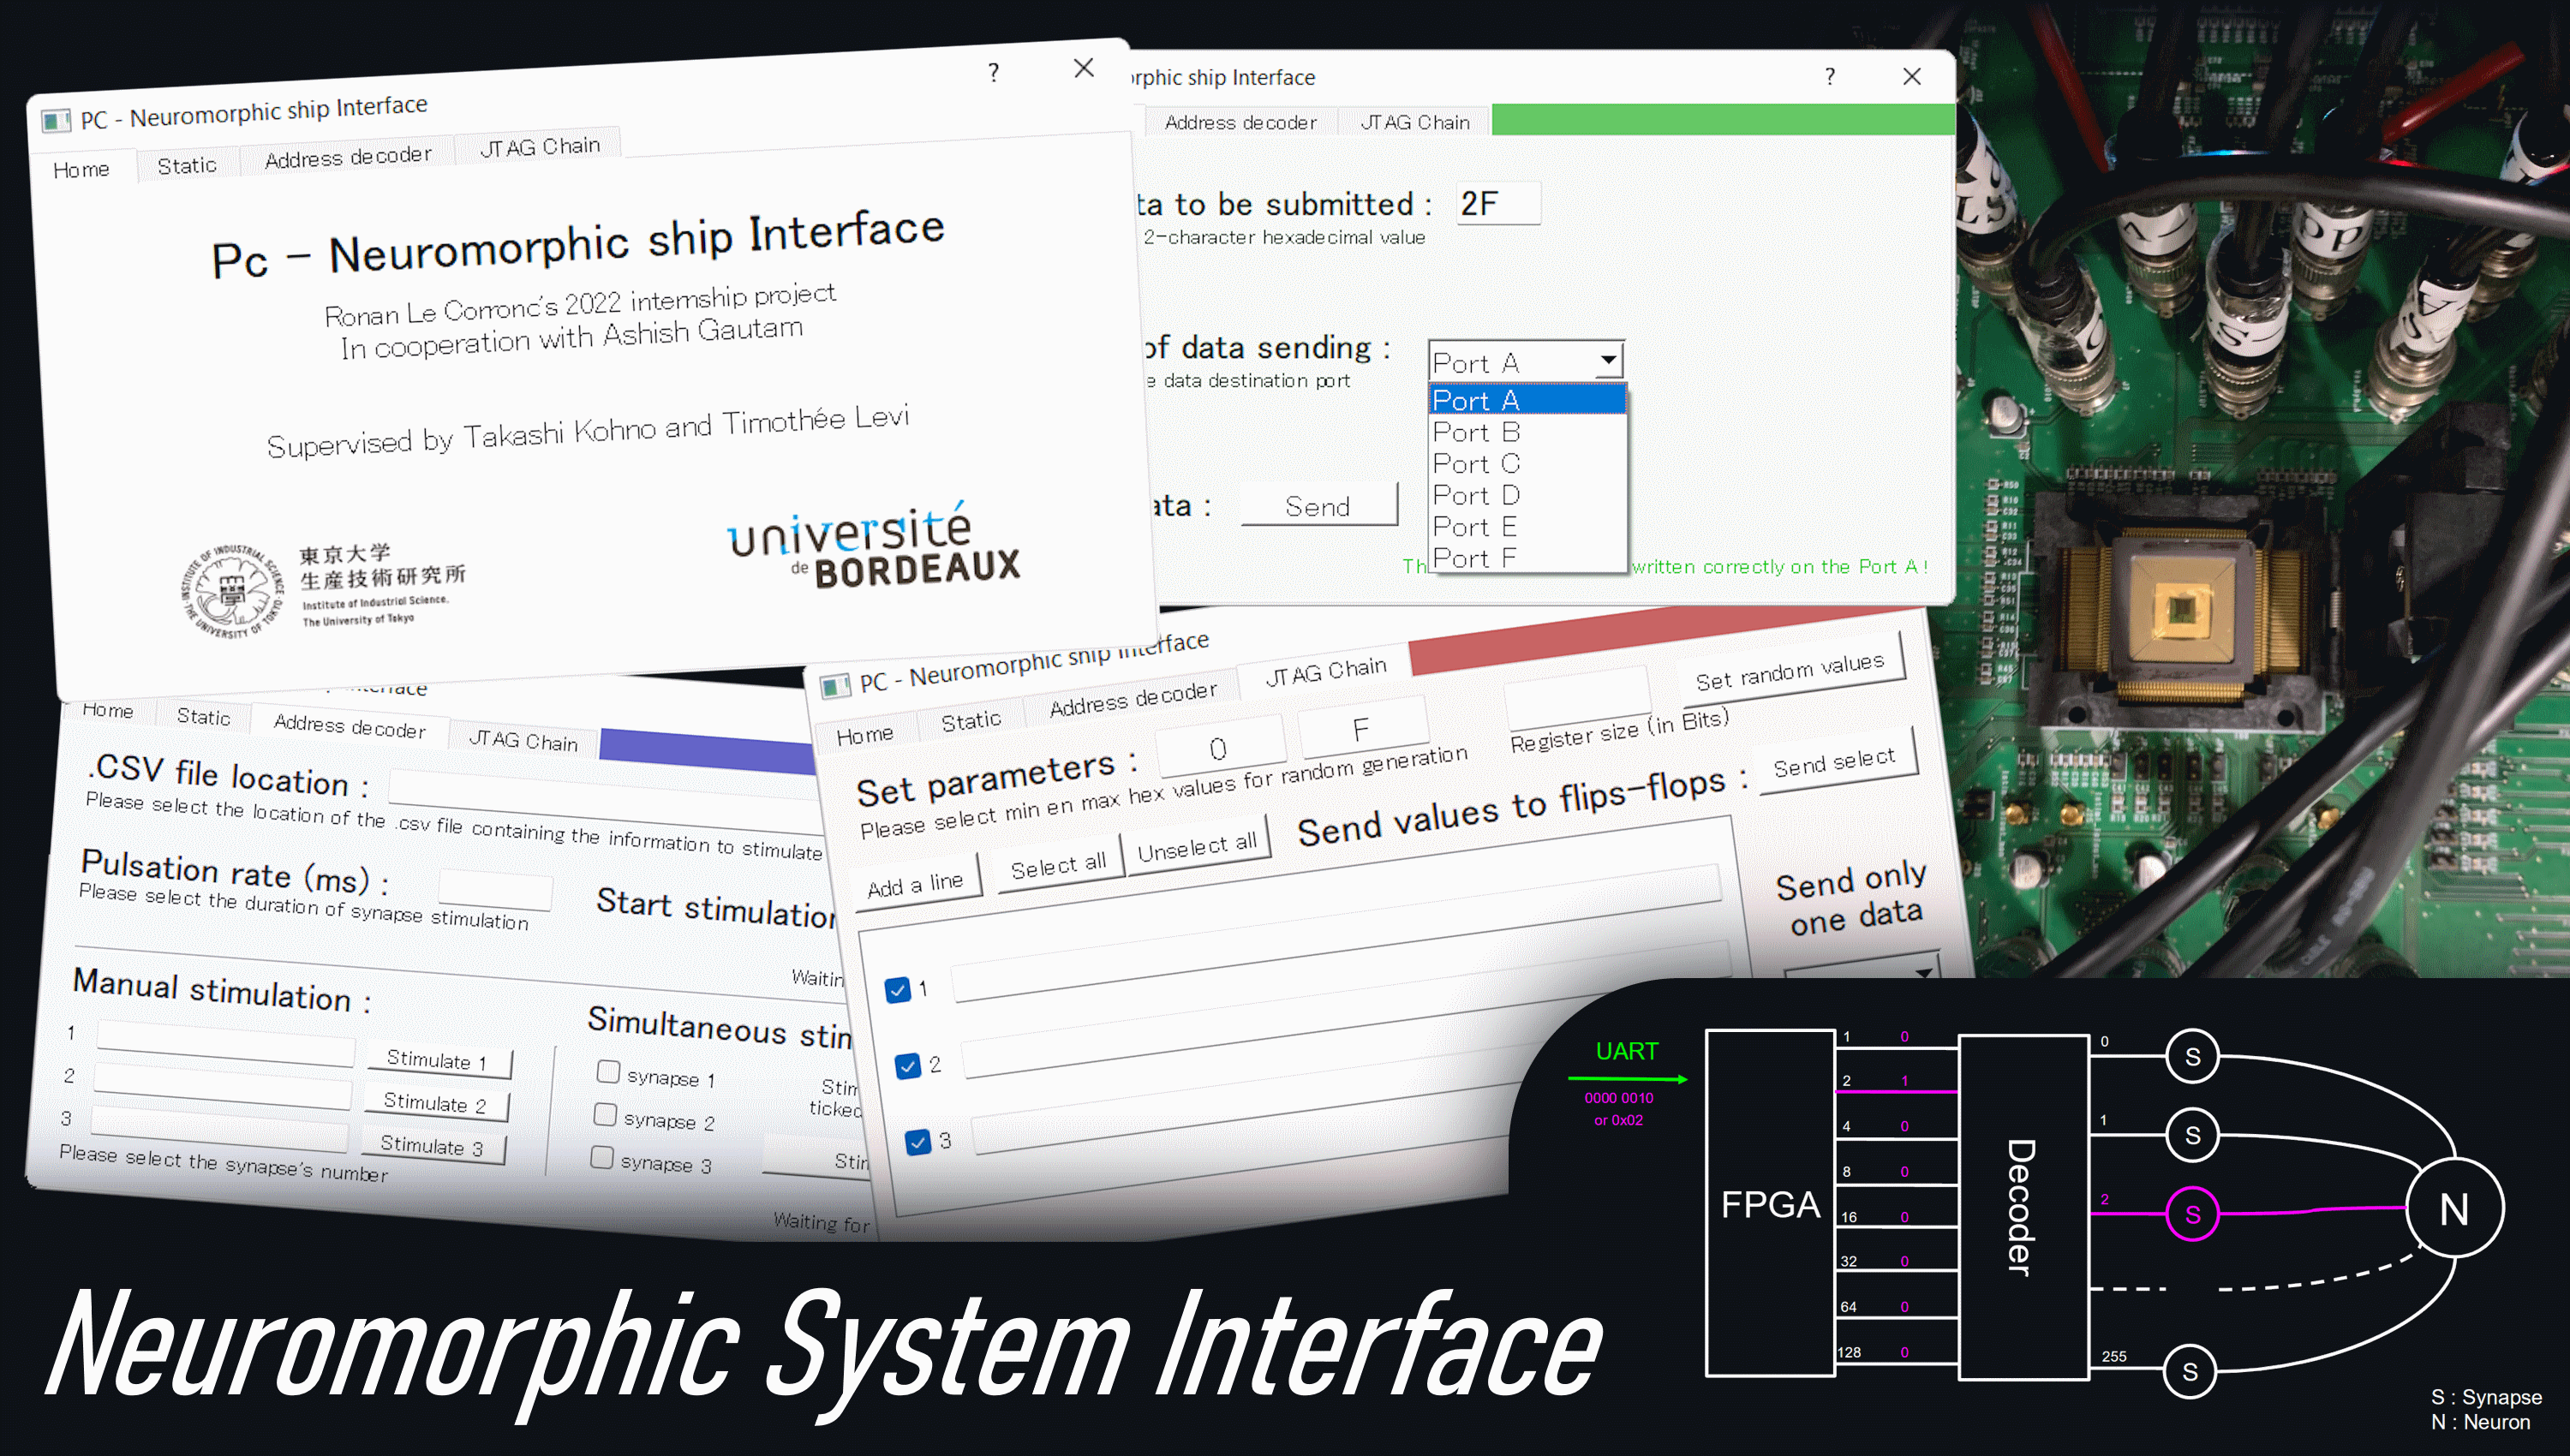 PC - Neuromorphic ship Interface
?
Home
Static
Address decoder
JTAG Chain
Pc - Neuromorphic ship Interface
Ronan Le Corronc's 2022 internship project
In cooperation with Ashish Gautam
Supervised by Takashi Kohno and Timothée Levi
INSTITUTE OF INDUSTRIAL SCIENCE
THE UNIVERSITY OF TOKYO
東京大学
生産技術研究所
Institute of Industrial Science,
The University of Tokyo
université
de BORDEAUX
rphic ship Interface
?
Address decoder
JTAG Chain
ta to be submitted :
2F
2-character hexadecimal value
of data sending :
Port A
e data destination port
Port A
Port B
Port C
Port D
Port E
Port F
ata :
Send
Th
written correctly on the Port A !
Home
Static
Address decoder
JTAG Chain
.CSV file location :
Please select the location of the .csv file containing the information to stimulate
Pulsation rate (ms) :
Please select the duration of synapse stimulation
Start stimulation
Waitin
Manual stimulation :
1
Stimulate 1
2
Stimulate 2
3
Stimulate 3
Please select the synapse's number
Simultaneous stim
synapse 1
synapse 2
synapse 3
Stim
ticked
Stim
Waiting for
PC - Neuromorphic ship Interface
Home
Static
Address decoder
JTAG Chain
Set parameters :
0
F
Please select min en max hex values for random generation
Register size (in Bits)
Set random values
Add a line
Select all
Unselect all
Send values to flips-flops :
Send select
1
2
3
Send only
one data
UART
0000 0010
or 0x02
FPGA
1 0
2 1
4 0
8 0
16 0
32 0
64 0
128 0
Decoder
0
S
1
S
2
S
255
S
N
S : Synapse
N : Neuron
Neuromorphic System Interface